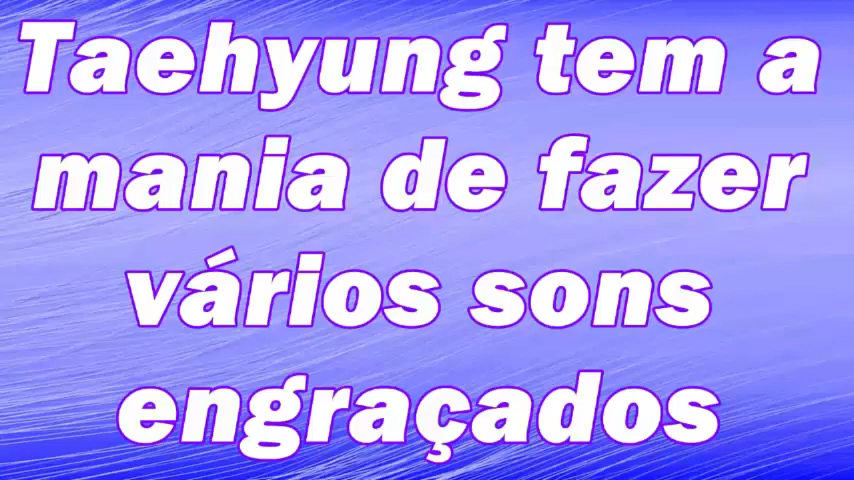 Taehyung tem a
mania de fazer
vários sons
engraçados